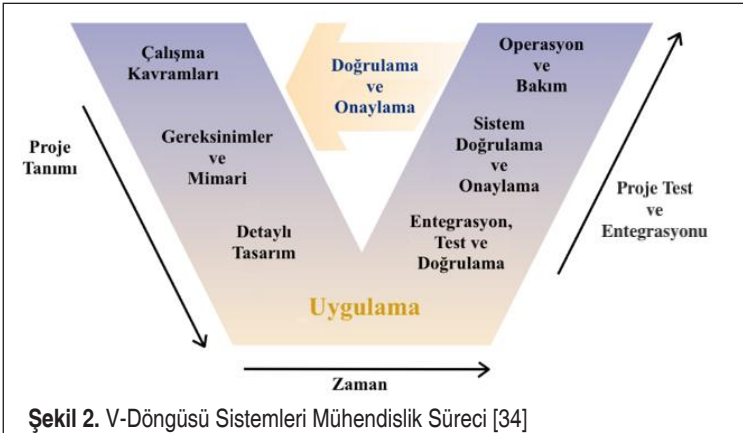 Çalışma
Kavramları
Doğrulama
ve
Onaylama
Operasyon
ve
Bakım
Proje
Tanımı
Gereksinimler
ve
Mimari
Sistem
Doğrulama
ve
Onaylama
Proje Test
ve
Entegrasyonu
Detaylı
Tasarım
Entegrasyon,
Test ve
Doğrulama
Uygulama
Zaman
Şekil 2. V-Döngüsü Sistemleri Mühendislik Süreci [34]